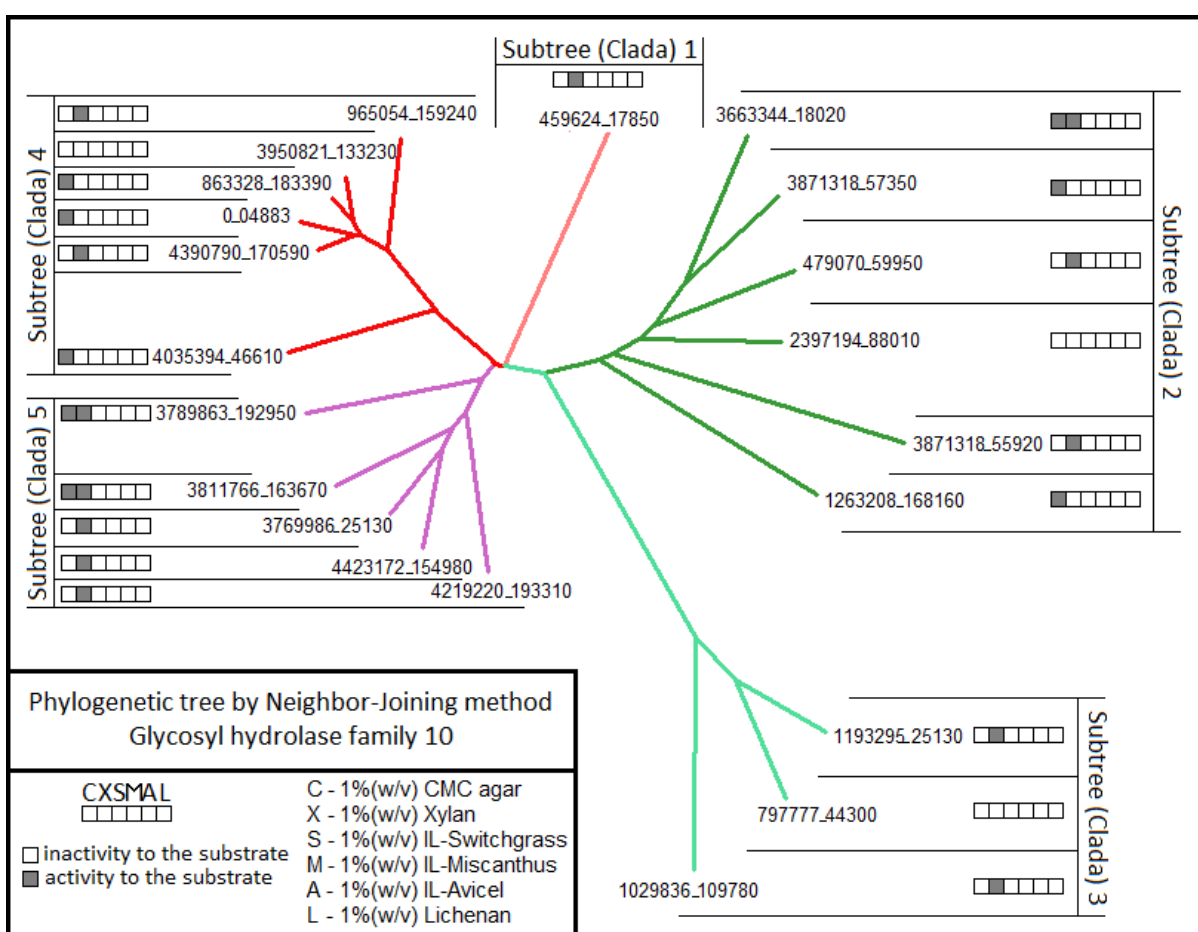 Subtree (Clada) 1
459624_17850
Subtree (Clada) 4
965054_159240
3950821_133230
863328_183390
0_04883
4390790_170590
4035394_46610
Subtree (Clada) 2
3663344_18020
3871318_57350
479070_59950
2397194_88010
3871318_55920
1263208_168160
Subtree (Clada) 5
3789863_192950
3811766_163670
3769986_25130
4423172_154980
4219220_193310
Subtree (Clada) 3
1193295_25130
797777_44300
1029836_109780
Phylogenetic tree by Neighbor-Joining method
Glycosyl hydrolase family 10
CXSMAL
inactivity to the substrate
activity to the substrate
C - 1%(w/v) CMC agar
X - 1%(w/v) Xylan
S - 1%(w/v) IL-Switchgrass
M - 1%(w/v) IL-Miscanthus
A - 1%(w/v) IL-Avicel
L - 1%(w/v) Lichenan